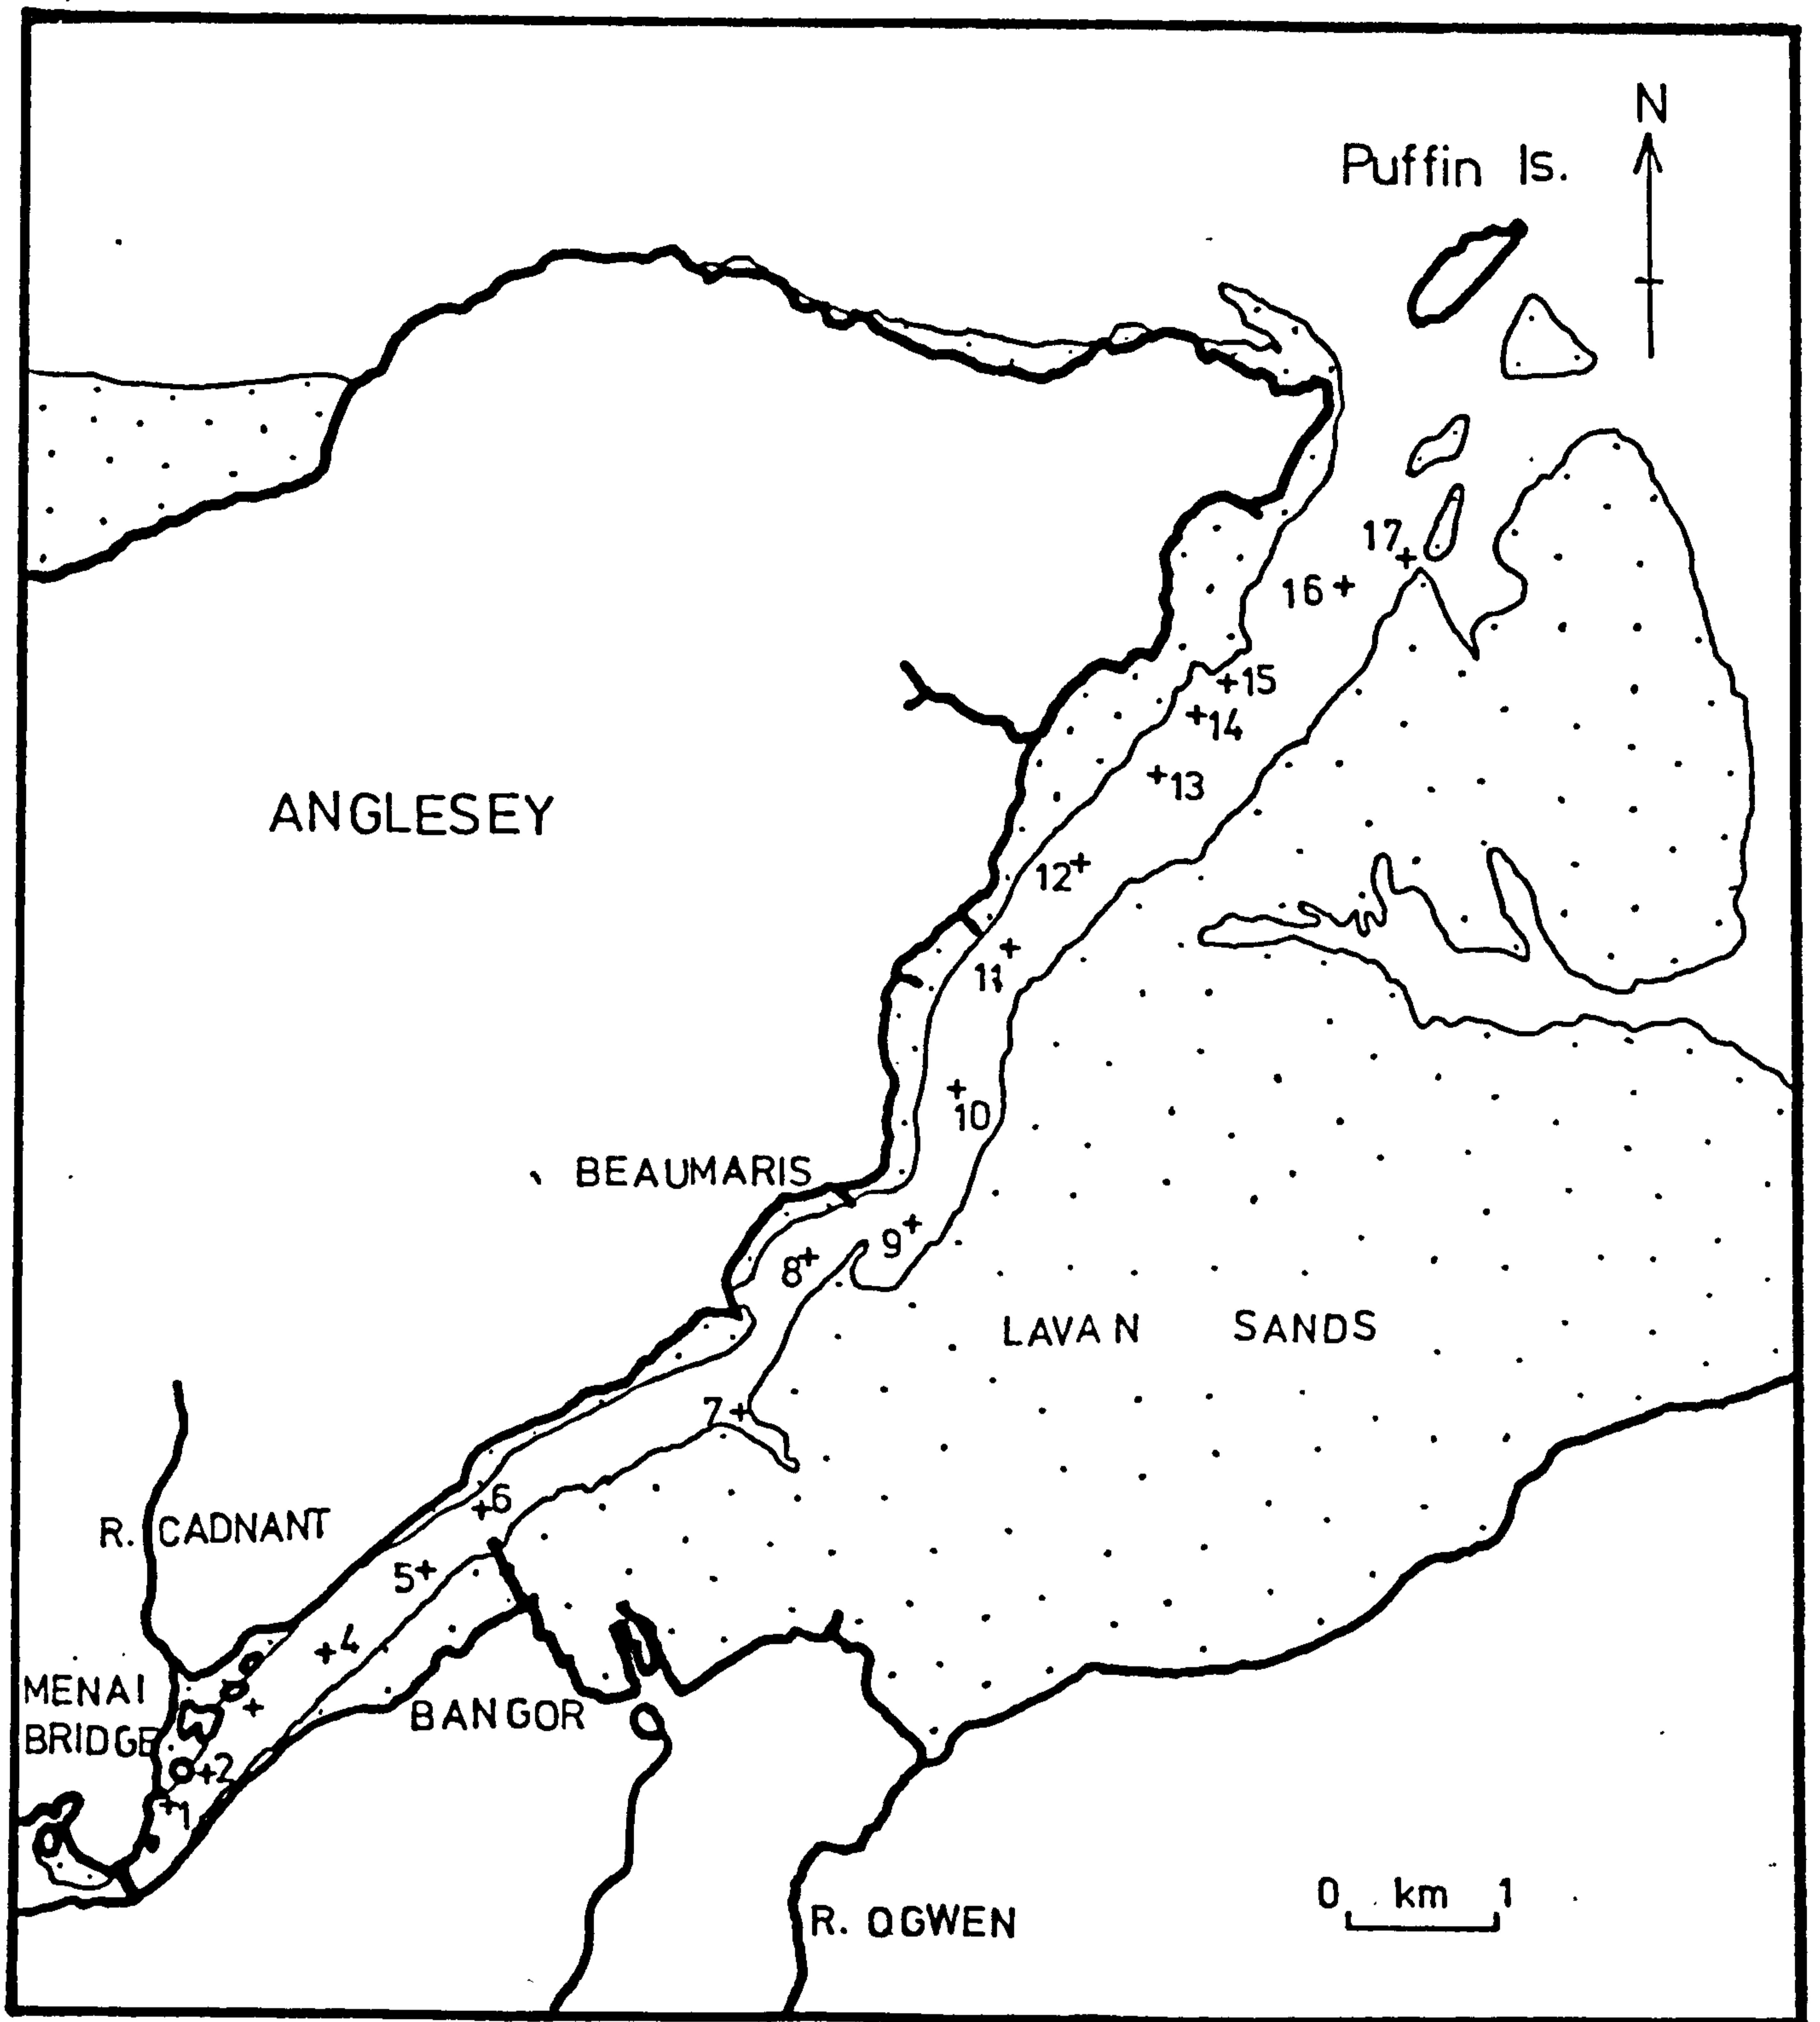 N
Puffin Is.
17
16
15
14
13
ANGLESEY
12
11
10
BEAUMARIS
9
8
LAVAN SANDS
7
6
R. CADNANT
5
4
MENAI
BRIDGE
BANGOR
2
1
0 km 1
R. OGWEN